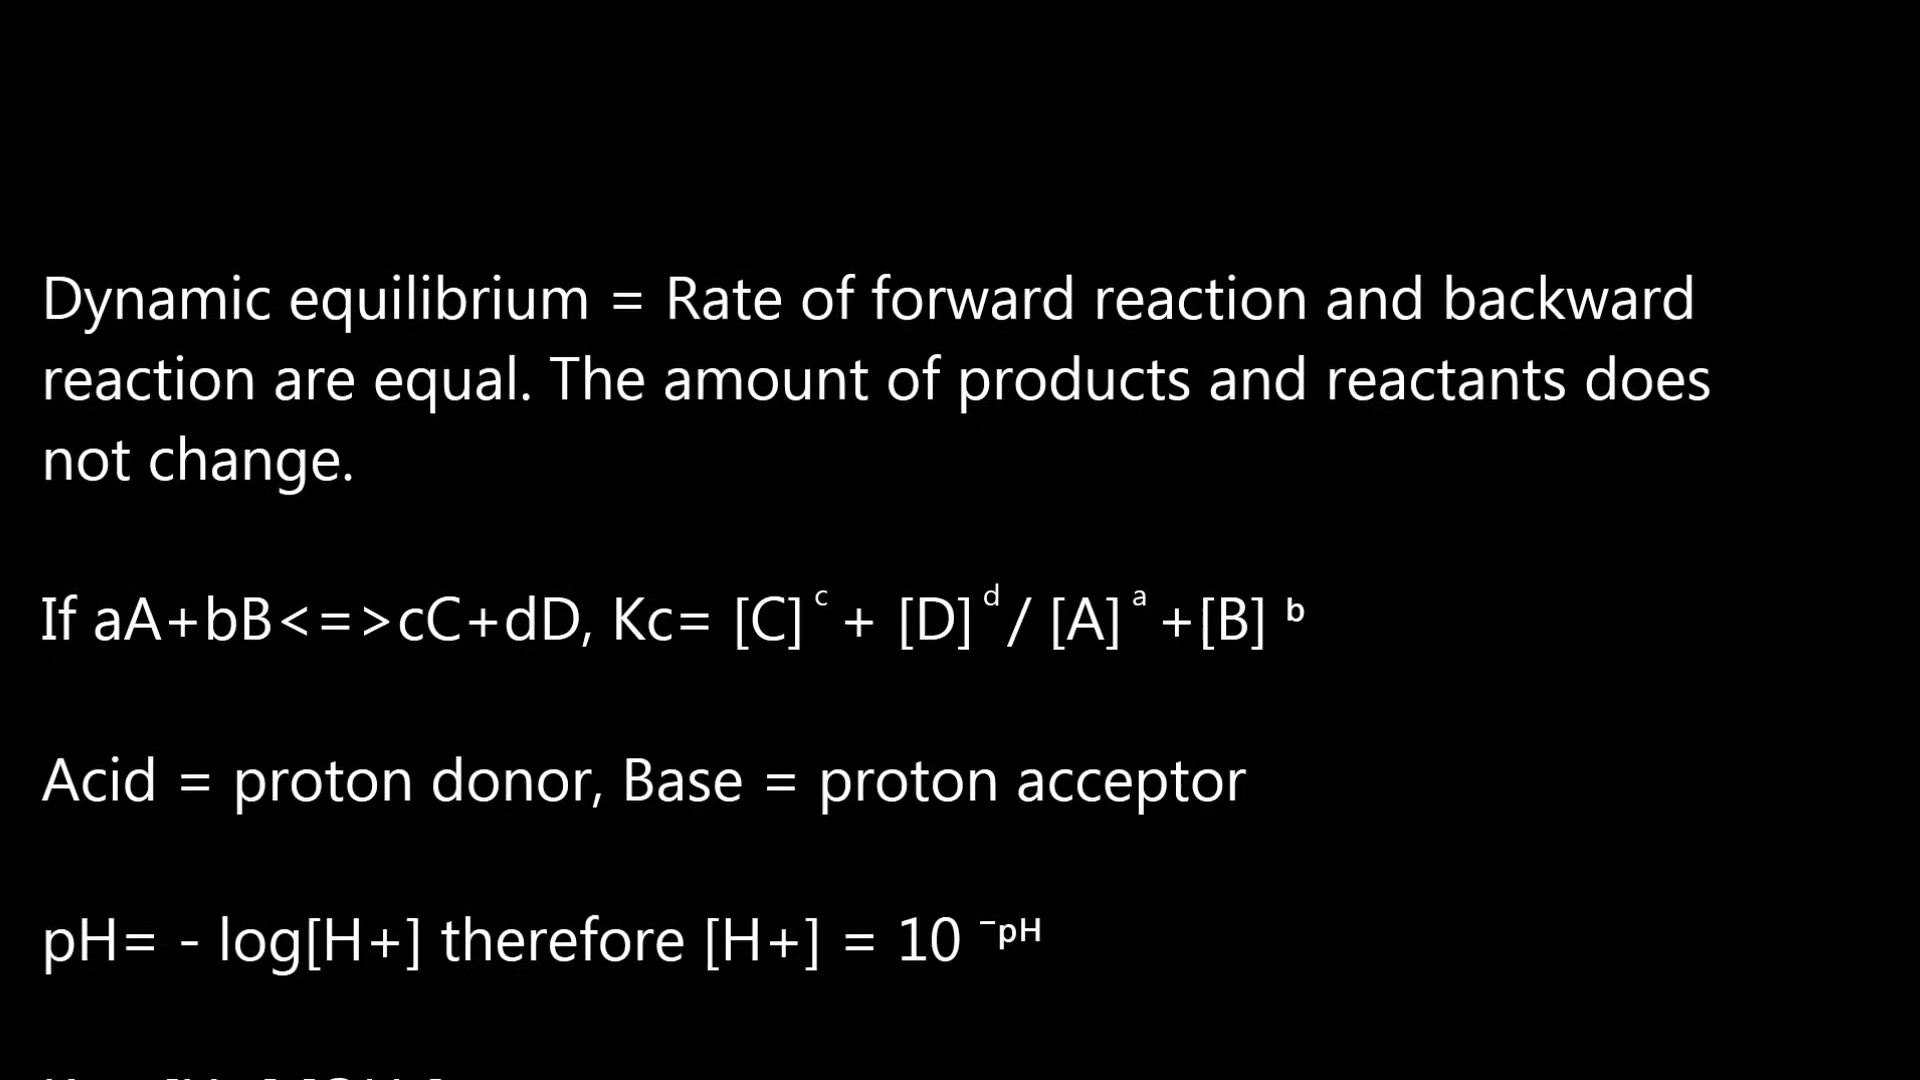 Dynamic equilibrium = Rate of forward reaction and backward
reaction are equal. The amount of products and reactants does
not change.
If aA+bB<=>cC+dD, Kc= [C] ᶜ + [D] ᵈ/ [A] ᵃ +[B] ᵇ
Acid = proton donor, Base = proton acceptor
pH= - log[H+] therefore [H+] = 10 ⁻ᵖᴴ